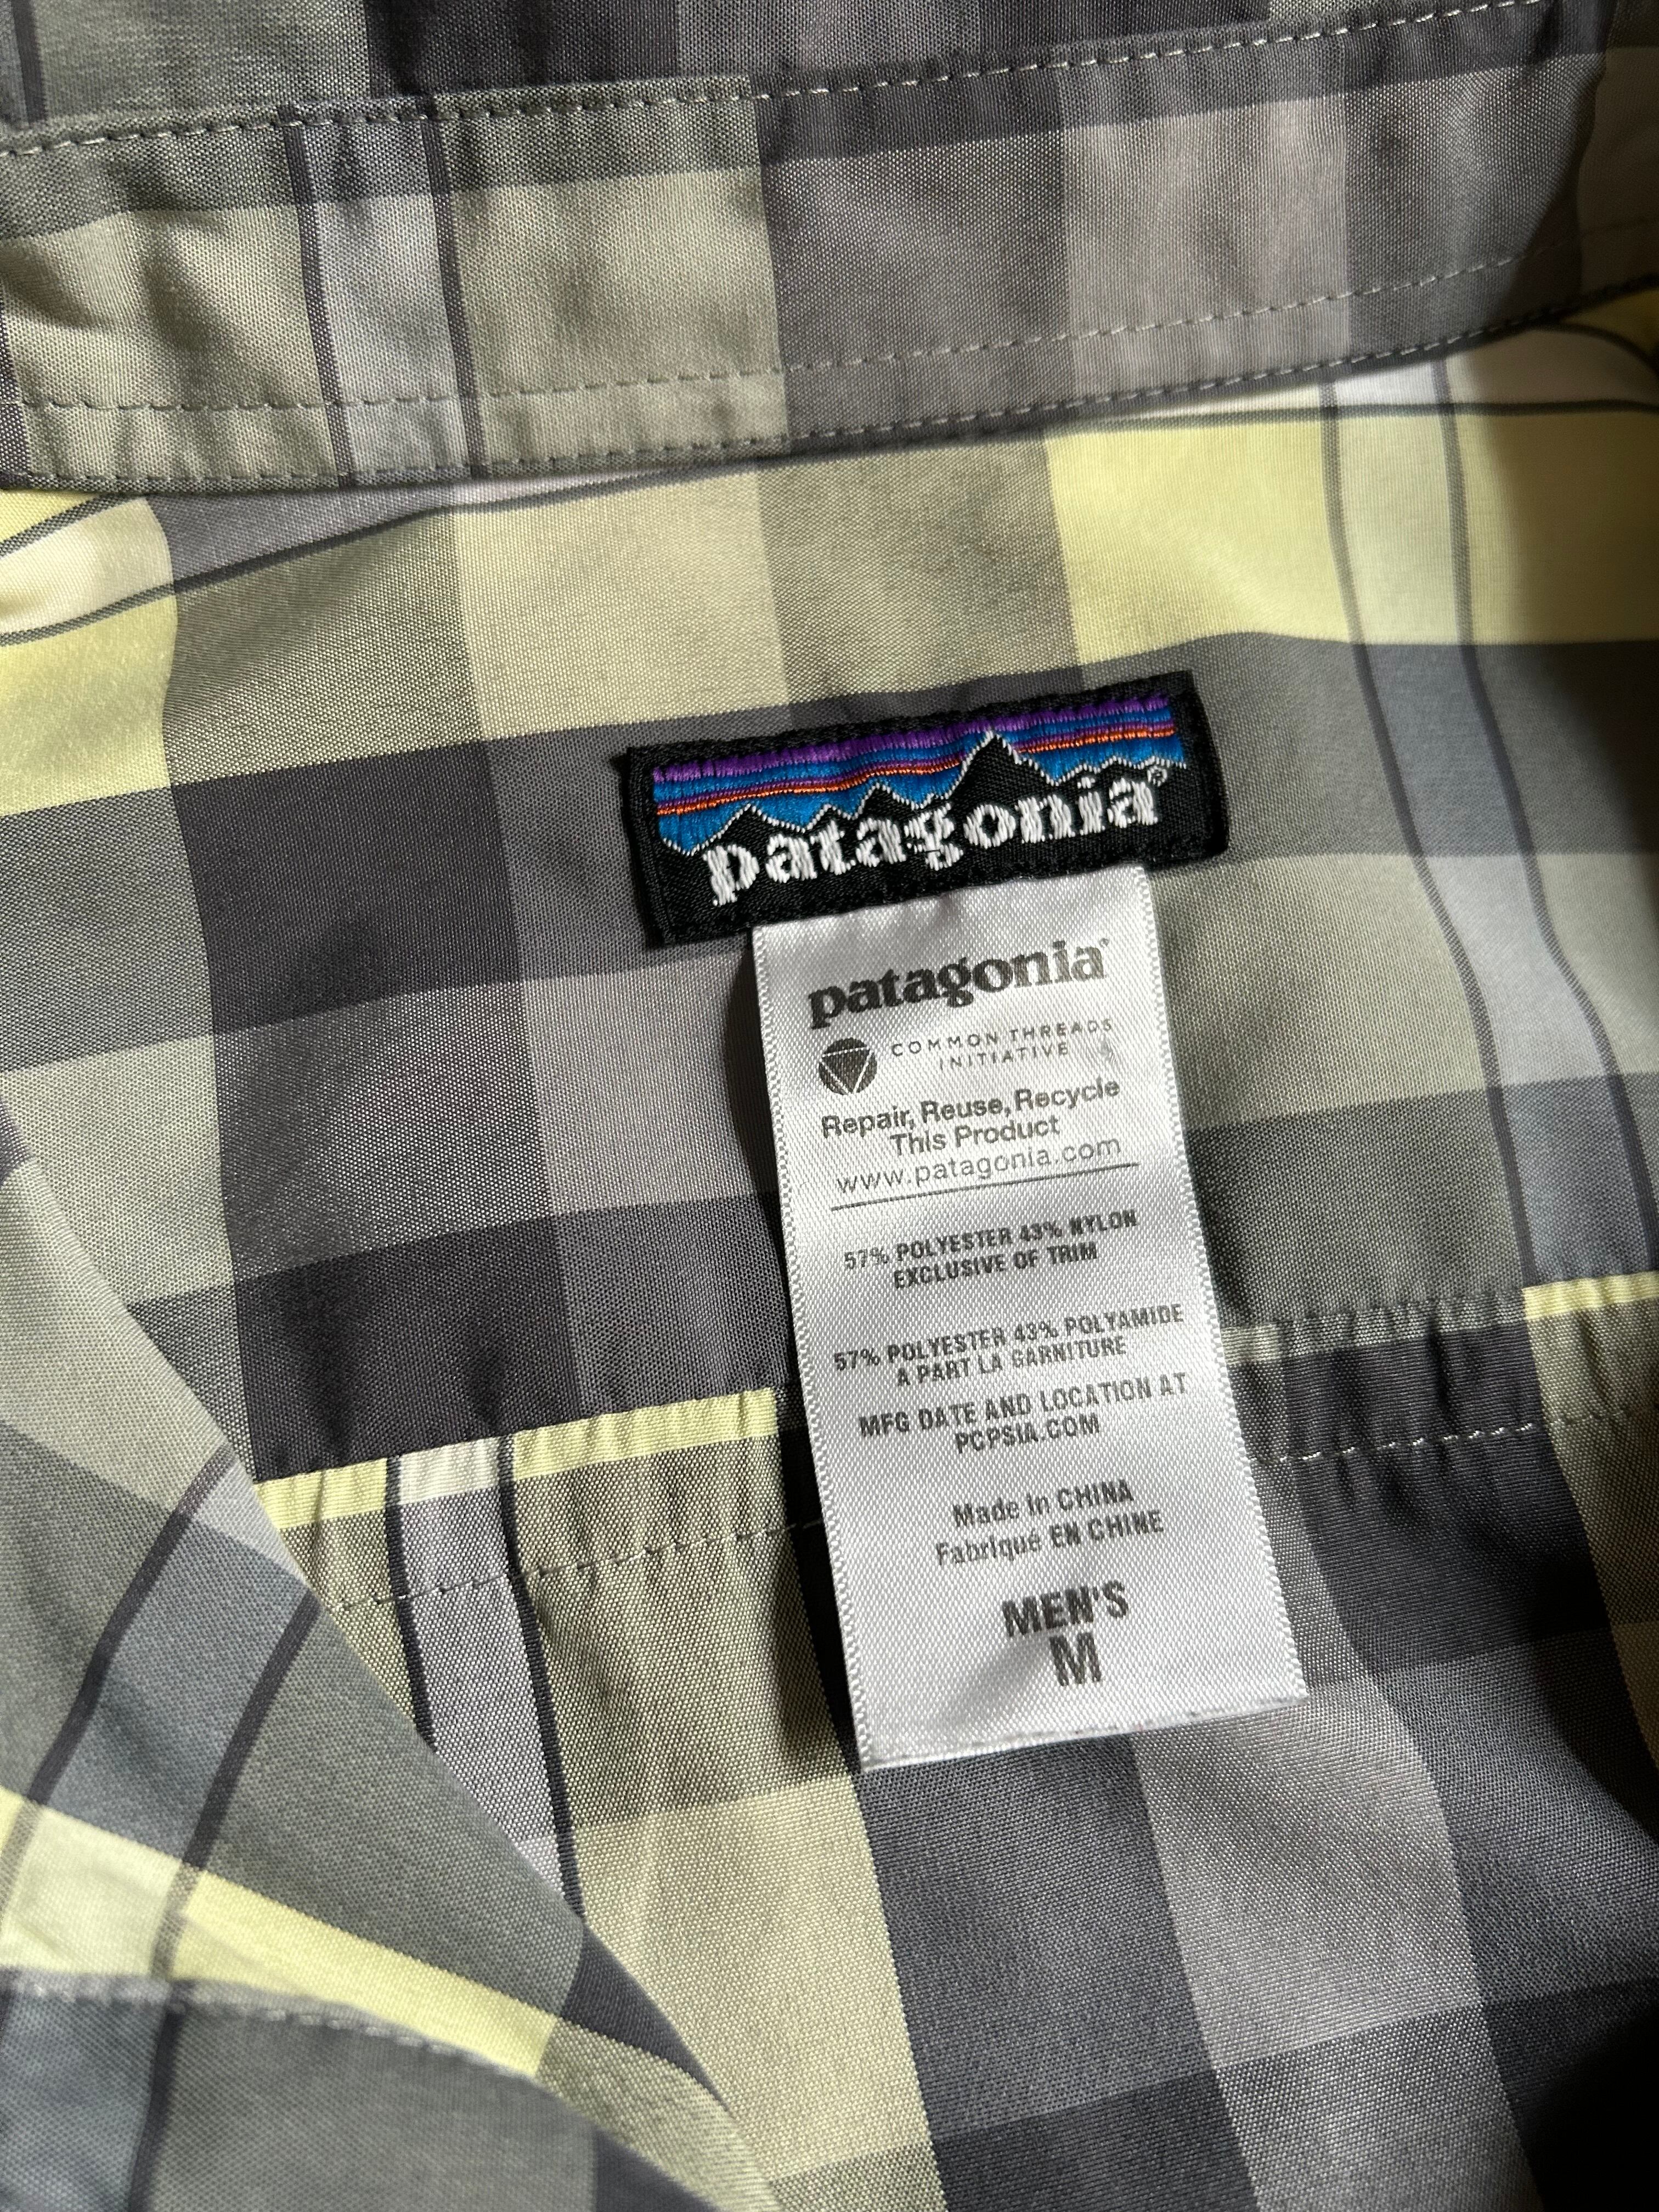 patagonia®
patagonia®
COMMON THREADS
INITIATIVE
Repair, Reuse, Recycle
This Product
www.patagonia.com
57% POLYESTER 43% NYLON
EXCLUSIVE OF TRIM
57% POLYESTER 43% POLYAMIDE
A PART LA GARNITURE
MFG DATE AND LOCATION AT
PCPSIA.COM
Made in CHINA
Fabriqué EN CHINE
MEN'S
M